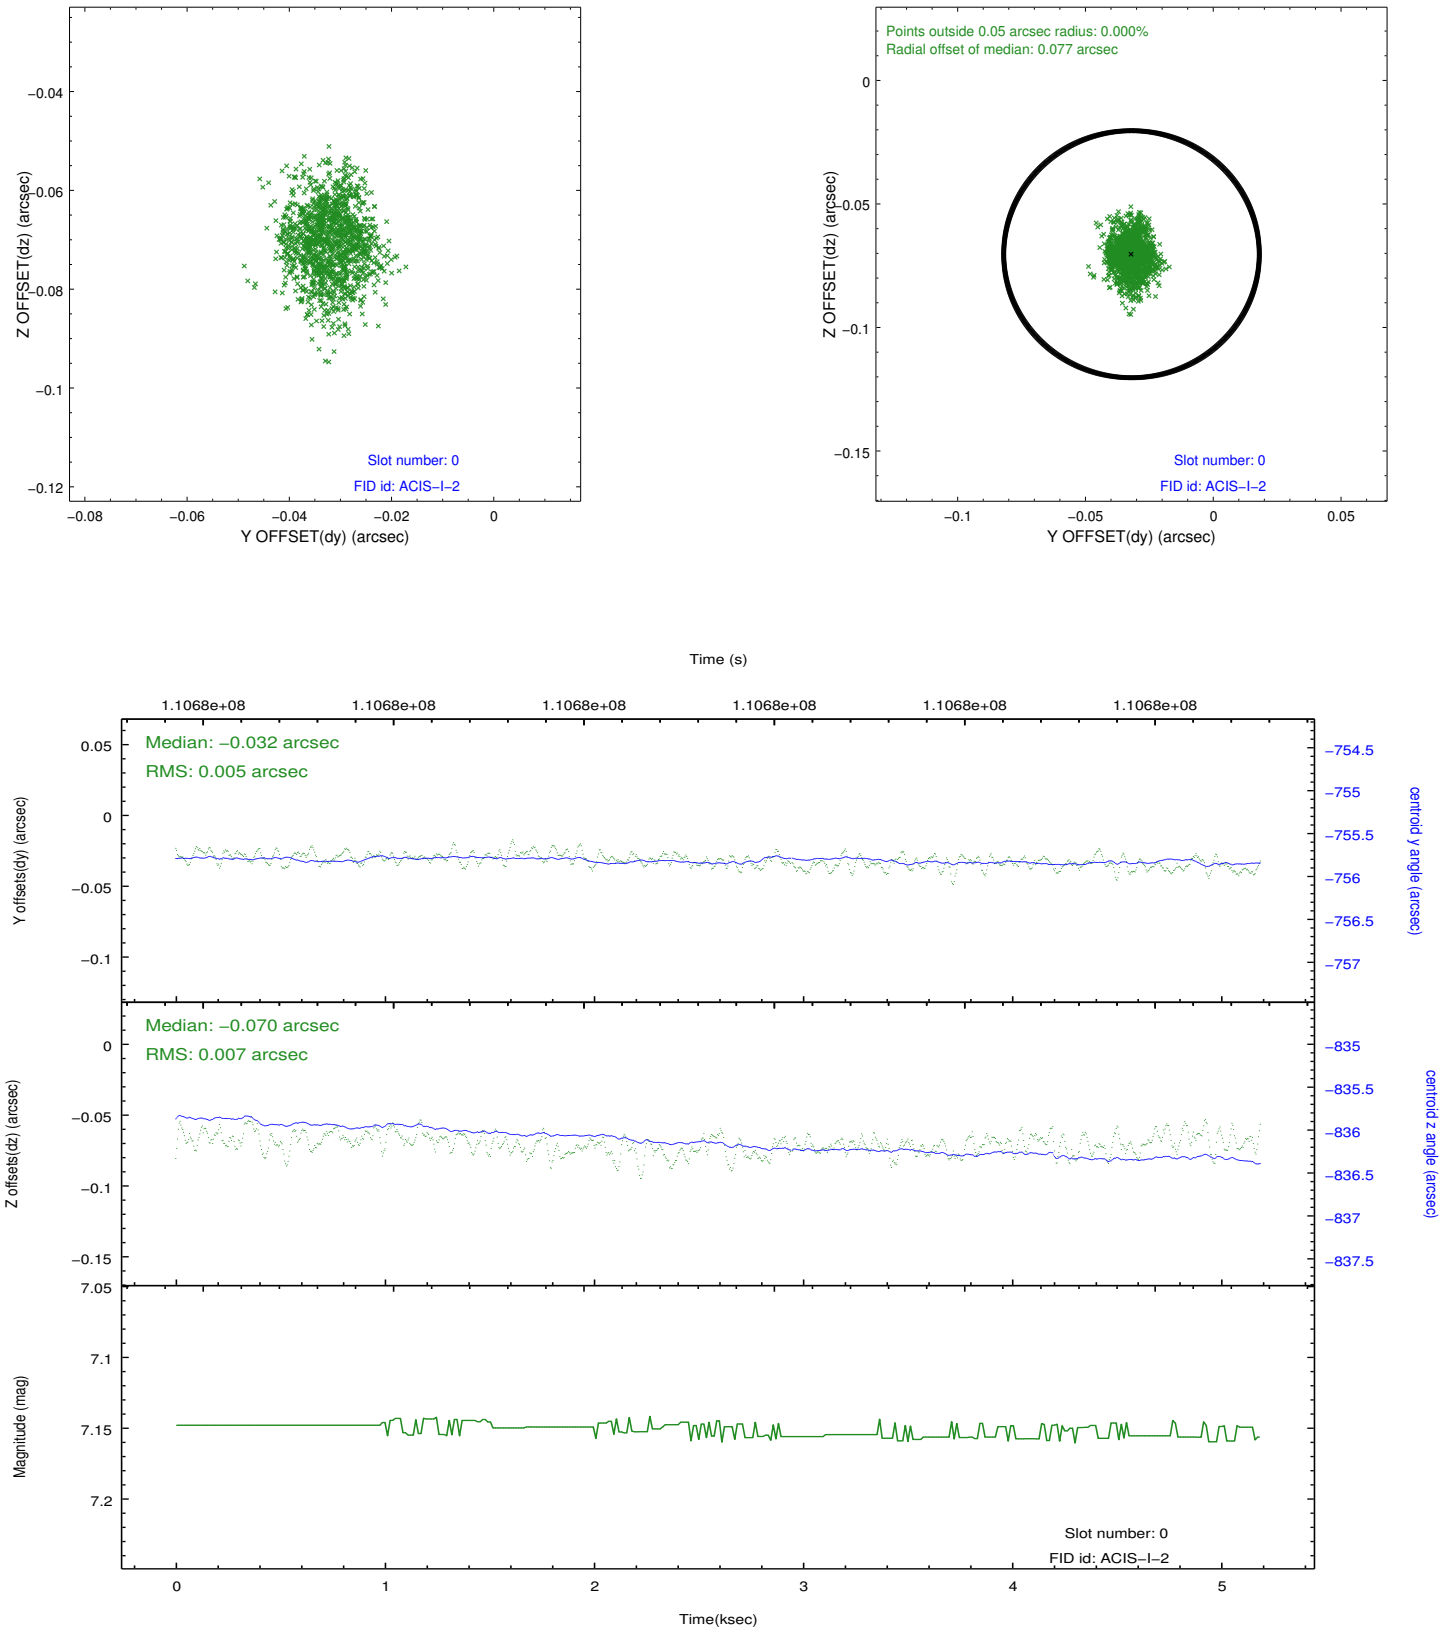 −0.04
−0.06
−0.08
−0.1
−0.12
Z OFFSET(dz) (arcsec)
Slot number: 0
FID id: ACIS−I−2
−0.08
−0.06
−0.04
−0.02
0
Y OFFSET(dy) (arcsec)
Points outside 0.05 arcsec radius: 0.000%
Radial offset of median: 0.077 arcsec
0
−0.05
−0.1
−0.15
Z OFFSET(dz) (arcsec)
Slot number: 0
FID id: ACIS−I−2
−0.1
−0.05
0
0.05
Y OFFSET(dy) (arcsec)
Time (s)
1.1068e+08
1.1068e+08
1.1068e+08
1.1068e+08
1.1068e+08
1.1068e+08
Median: −0.032 arcsec
RMS: 0.005 arcsec
0.05
0
−0.05
−0.1
Y offsets(dy) (arcsec)
−754.5
−755
−755.5
−756
−756.5
−757
centroid y angle (arcsec)
Median: −0.070 arcsec
RMS: 0.007 arcsec
0
−0.05
−0.1
−0.15
Z offsets(dz) (arcsec)
−835
−835.5
−836
−836.5
−837
−837.5
centroid z angle (arcsec)
7.05
7.1
7.15
7.2
Magnitude (mag)
Slot number: 0
FID id: ACIS−I−2
0
1
2
3
4
5
Time(ksec)